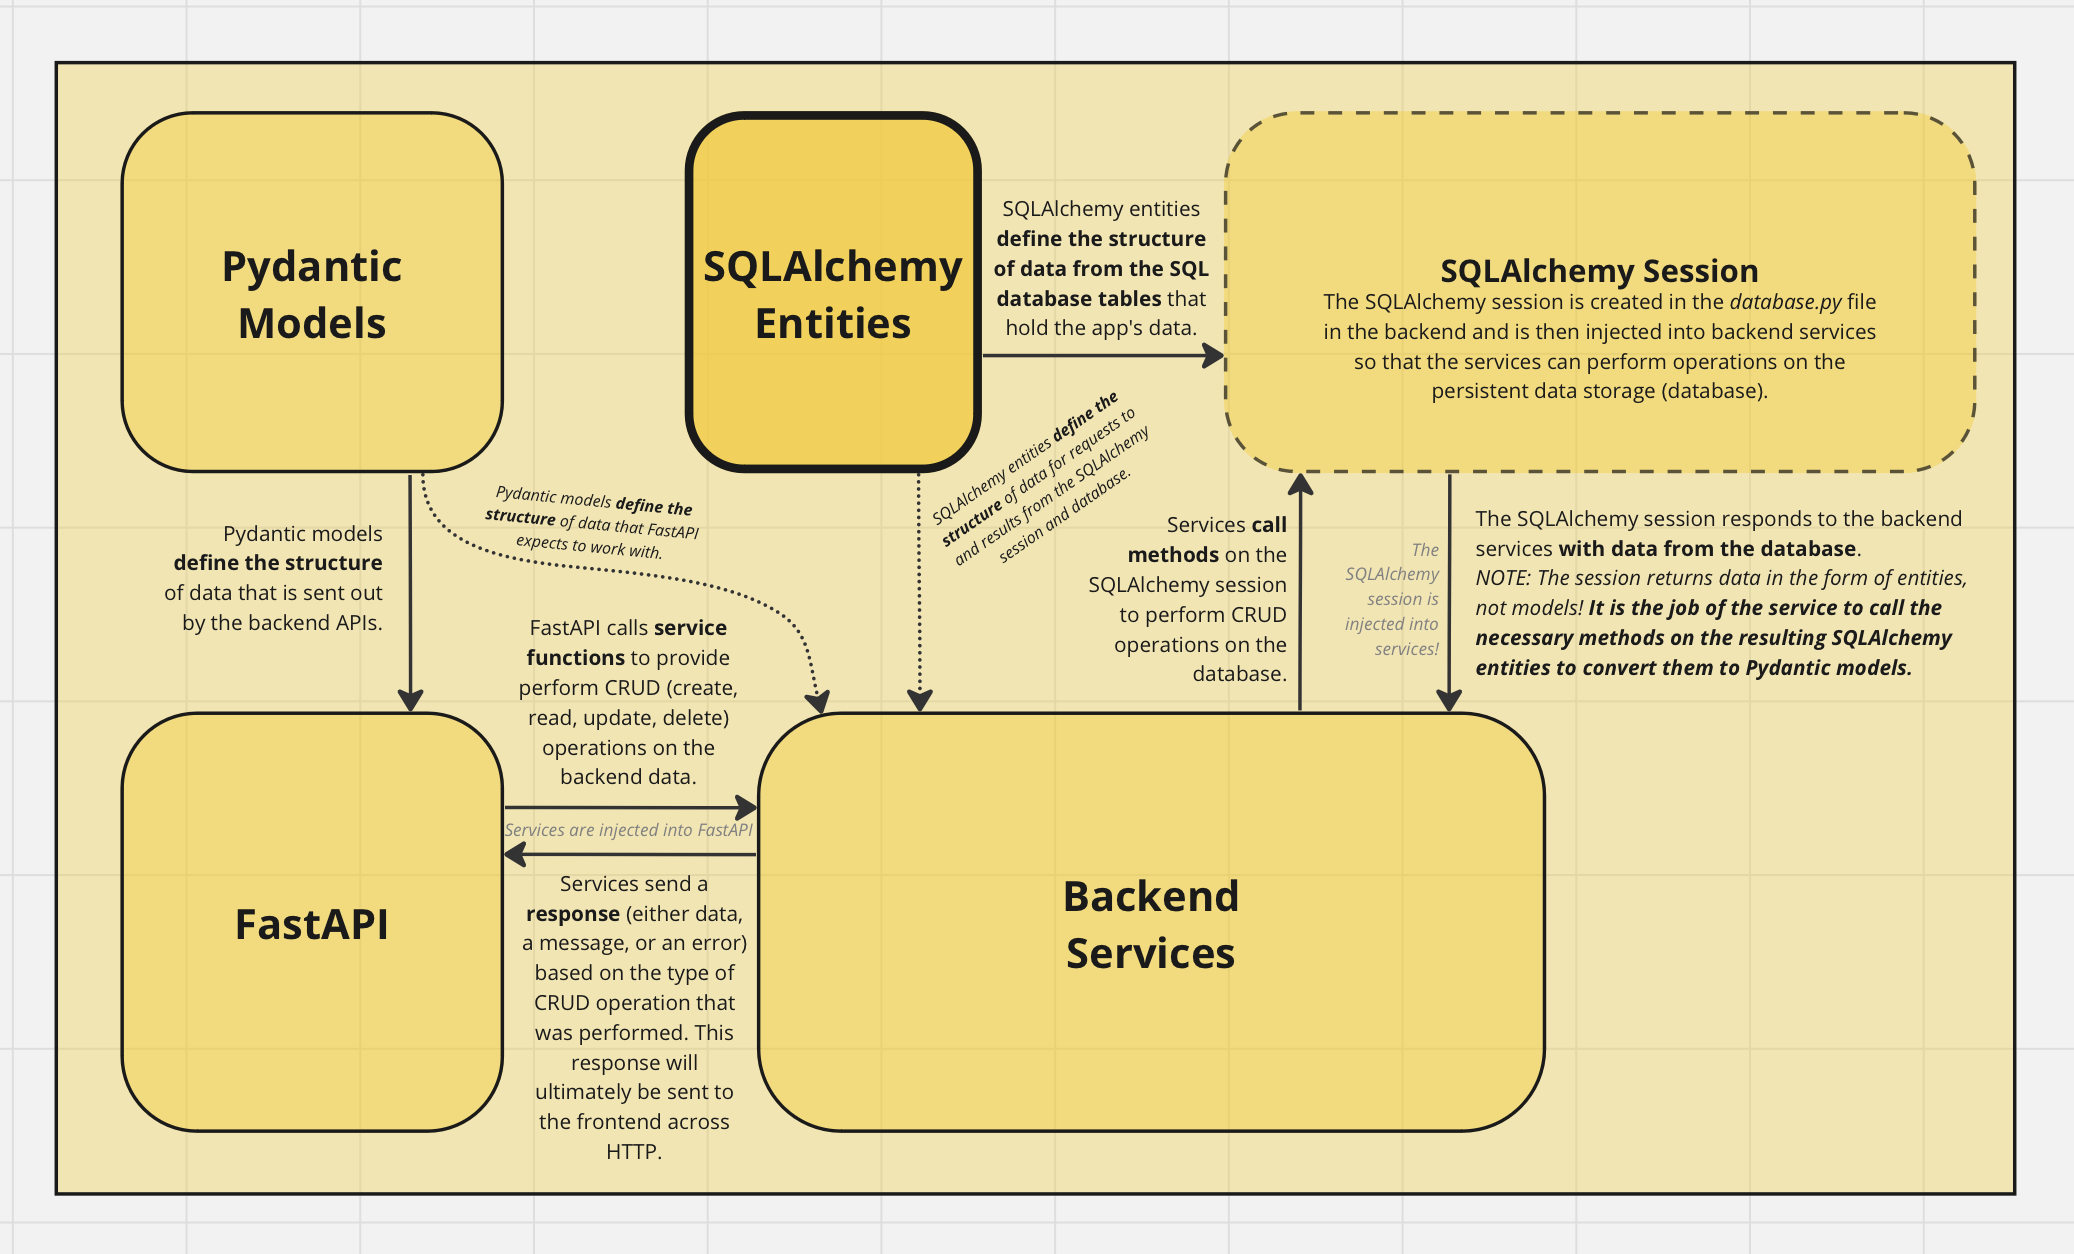 Pydantic
Models
SQLAlchemy
Entities
SQLAlchemy entities
define the structure
of data from the SQL
database tables that
hold the app's data.
SQLAlchemy Session
The SQLAlchemy session is created in the database.py file
in the backend and is then injected into backend services
so that the services can perform operations on the
persistent data storage (database).
Pydantic models
define the structure
of data that is sent out
by the backend APIs.
Pydantic models define the
structure of data that FastAPI
expects to work with.
SQLAlchemy entities define the
structure of data for requests to
and results from the SQLAlchemy
session and database.
Services call
methods on the
SQLAlchemy session
to perform CRUD
operations on the
database.
The
SQLAlchemy
session is
injected into
services!
The SQLAlchemy session responds to the backend
services with data from the database.
NOTE: The session returns data in the form of entities,
not models! It is the job of the service to call the
necessary methods on the resulting SQLAlchemy
entities to convert them to Pydantic models.
FastAPI calls service
functions to provide
perform CRUD (create,
read, update, delete)
operations on the
backend data.
Services are injected into FastAPI
Services send a
response (either data,
a message, or an error)
based on the type of
CRUD operation that
was performed. This
response will
ultimately be sent to
the frontend across
HTTP.
FastAPI
Backend
Services